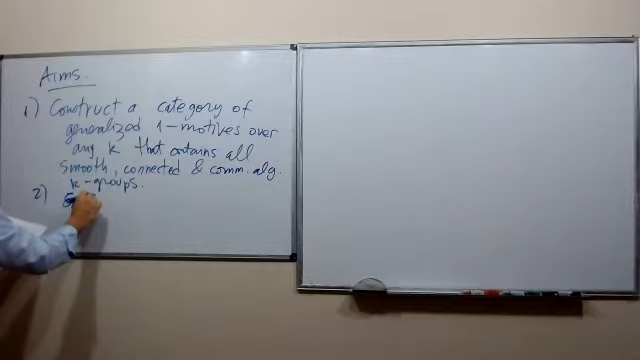 Aims.
1) Construct a category of
generalized 1-motives over
any k that contains all
smooth, connected & comm. alg.
k-groups.
2)